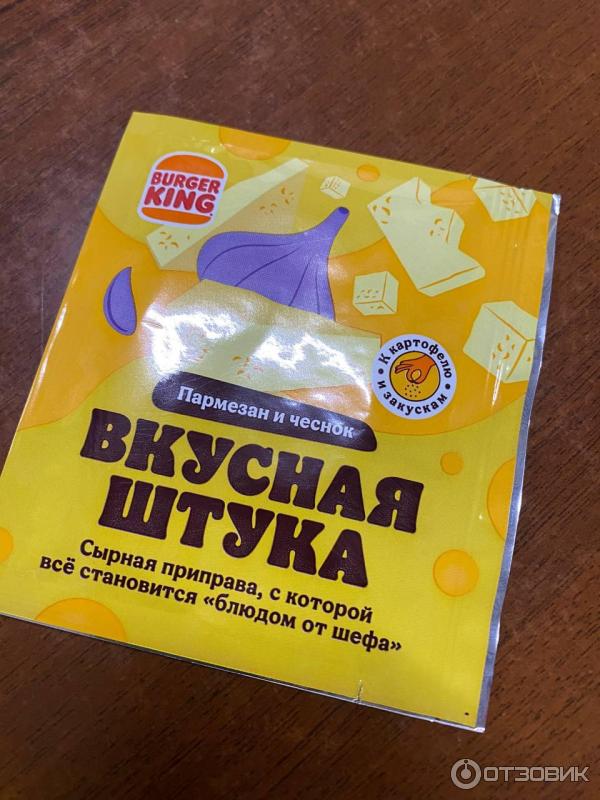 BURGER
KING
• К картофелю •
и закускам
Пармезан и чеснок
ВКУСНАЯ
ШТУКА
Сырная приправа, с которой
всё становится «блюдом от шефа»
ОТЗОВИК